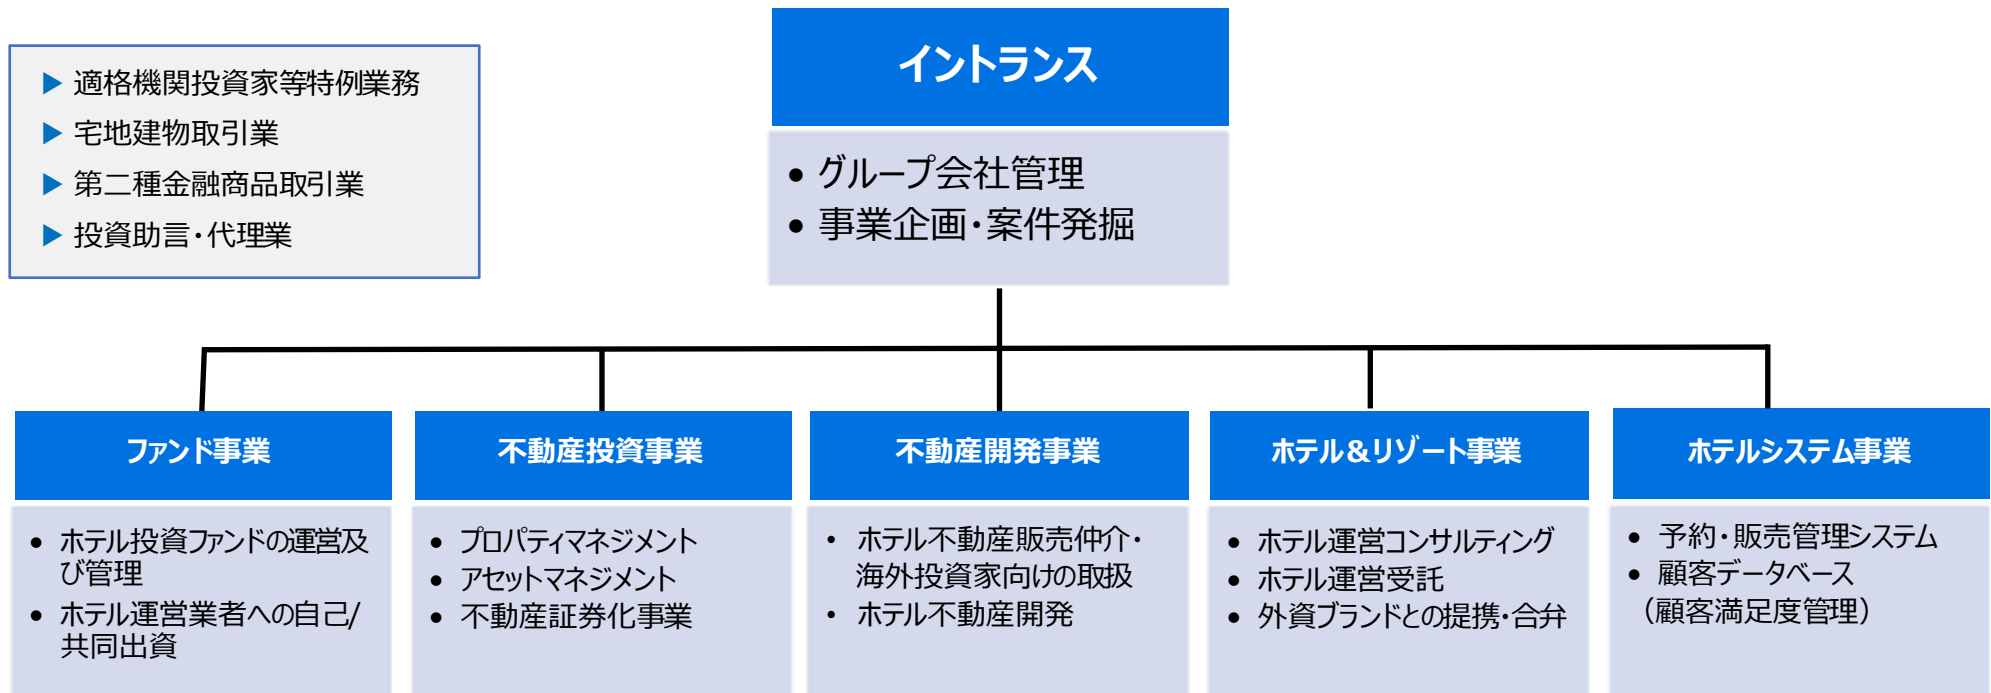 ▶ 適格機関投資家等特例業務
▶ 宅地建物取引業
▶ 第二種金融商品取引業
▶ 投資助言・代理業
イントランス
• グループ会社管理
• 事業企画・案件発掘
ファンド事業
• ホテル投資ファンドの運営及
び管理
• ホテル運営業者への自己/
共同出資
不動産投資事業
• プロパティマネジメント
• アセットマネジメント
• 不動産証券化事業
不動産開発事業
• ホテル不動産販売仲介・
海外投資家向けの取扱
• ホテル不動産開発
ホテル&リゾート事業
• ホテル運営コンサルティング
• ホテル運営受託
• 外資ブランドとの提携・合弁
ホテルシステム事業
• 予約・販売管理システム
• 顧客データベース
（顧客満足度管理）